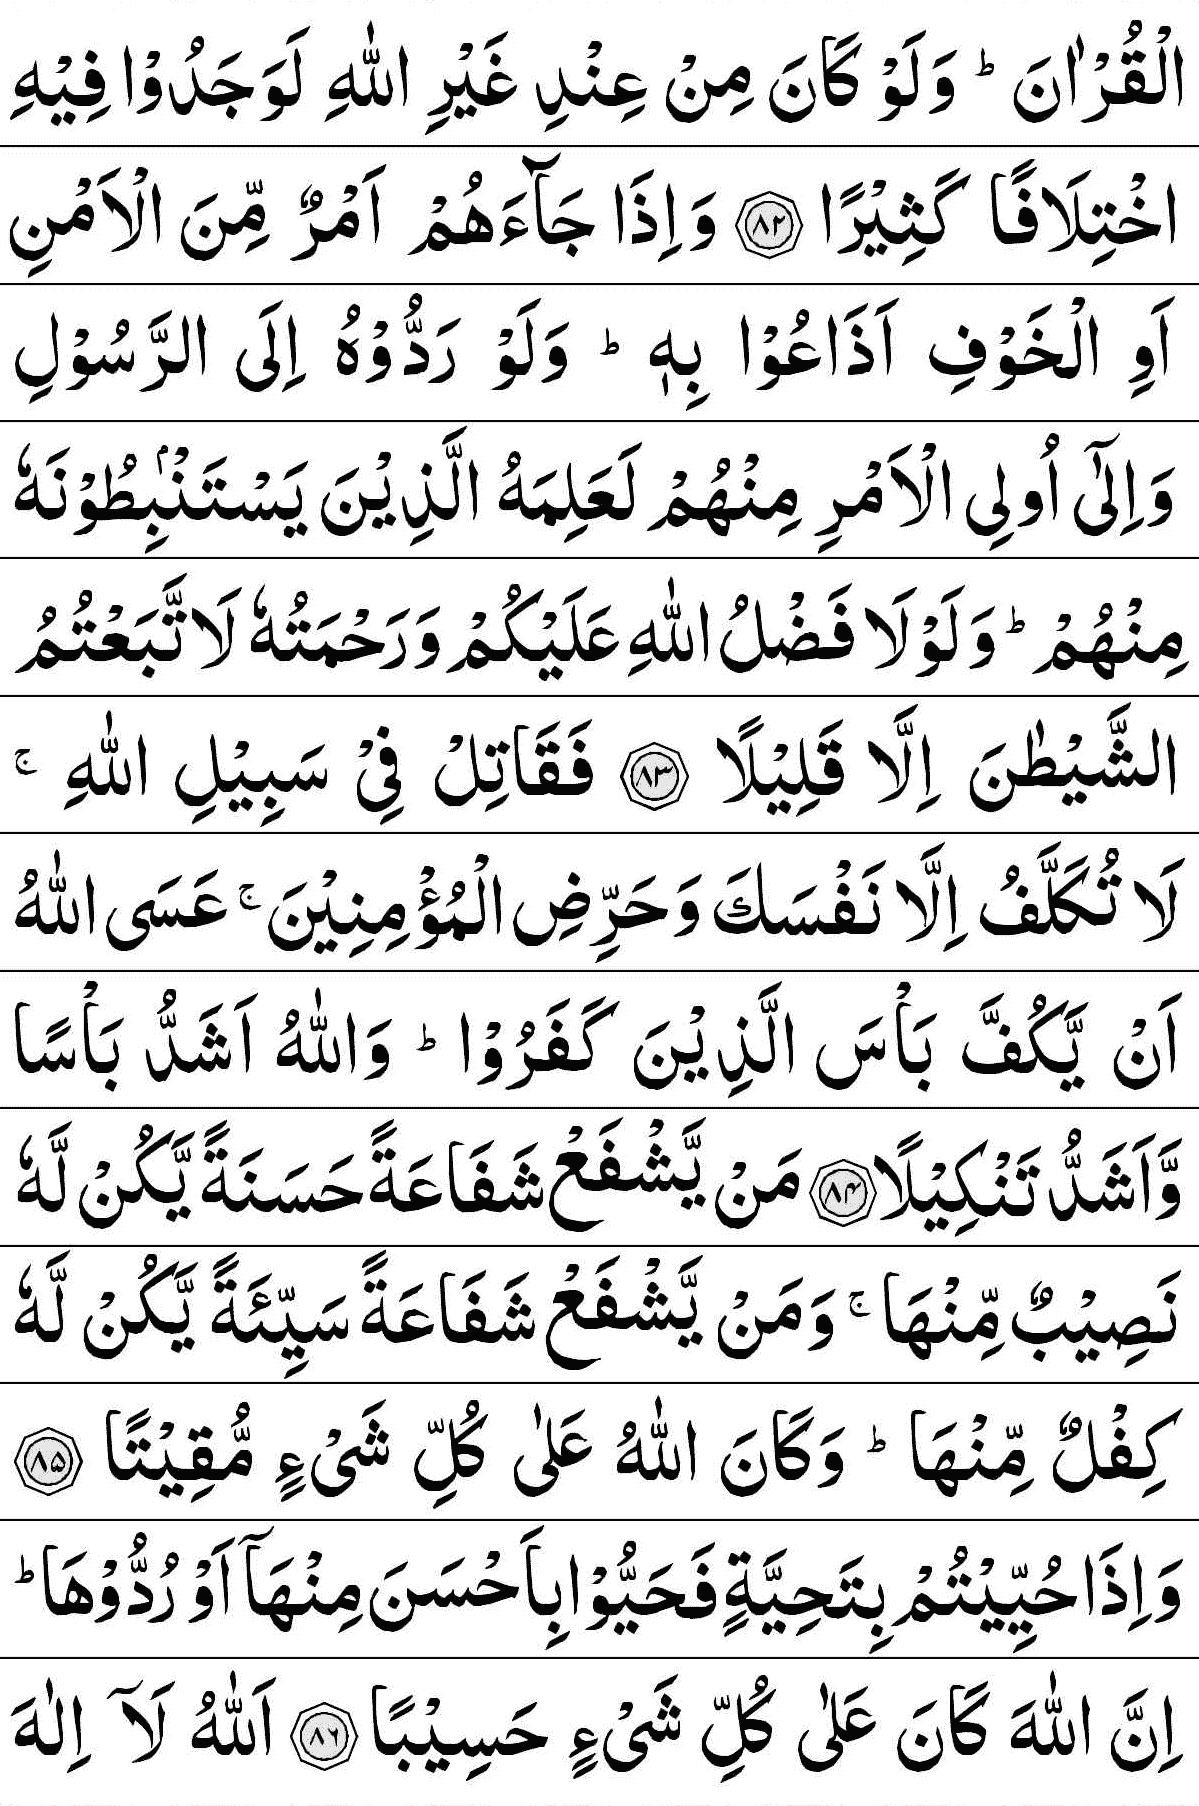 الْقُرْاٰنَ ؕ وَلَوْ كَانَ مِنْ عِنْدِ غَيْرِ اللّٰهِ لَوَجَدُوْا فِيْهِ
اخْتِلَافًا كَثِيْرًا ﴿۸۲﴾ وَاِذَا جَآءَهُمْ اَمْرٌ مِّنَ الْاَمْنِ
اَوِ الْخَوْفِ اَذَاعُوْا بِهٖ ؕ وَلَوْ رَدُّوْهُ اِلَى الرَّسُوْلِ
وَاِلٰٓى اُولِى الْاَمْرِ مِنْهُمْ لَعَلِمَهُ الَّذِيْنَ يَسْتَنْۢبِطُوْنَهٗ
مِنْهُمْ ؕ وَلَوْلَا فَضْلُ اللّٰهِ عَلَيْكُمْ وَرَحْمَتُهٗ لَاتَّبَعْتُمُ
الشَّيْطٰنَ اِلَّا قَلِيْلًا ﴿۸۳﴾ فَقَاتِلْ فِىْ سَبِيْلِ اللّٰهِ ۚ
لَا تُكَلَّفُ اِلَّا نَفْسَكَ وَحَرِّضِ الْمُؤْمِنِيْنَ ۚ عَسَى اللّٰهُ
اَنْ يَّكُفَّ بَاْسَ الَّذِيْنَ كَفَرُوْا ؕ وَاللّٰهُ اَشَدُّ بَاْسًا
وَّاَشَدُّ تَنْكِيْلًا ﴿۸۴﴾ مَنْ يَّشْفَعْ شَفَاعَةً حَسَنَةً يَّكُنْ لَّهٗ
نَصِيْبٌ مِّنْهَا ۚ وَمَنْ يَّشْفَعْ شَفَاعَةً سَيِّئَةً يَّكُنْ لَّهٗ
كِفْلٌ مِّنْهَا ؕ وَكَانَ اللّٰهُ عَلٰى كُلِّ شَىْءٍ مُّقِيْتًا ﴿۸۵﴾
وَاِذَا حُيِّيْتُمْ بِتَحِيَّةٍ فَحَيُّوْا بِاَحْسَنَ مِنْهَآ اَوْ رُدُّوْهَا ؕ
اِنَّ اللّٰهَ كَانَ عَلٰى كُلِّ شَىْءٍ حَسِيْبًا ﴿۸۶﴾ اَللّٰهُ لَآ اِلٰهَ